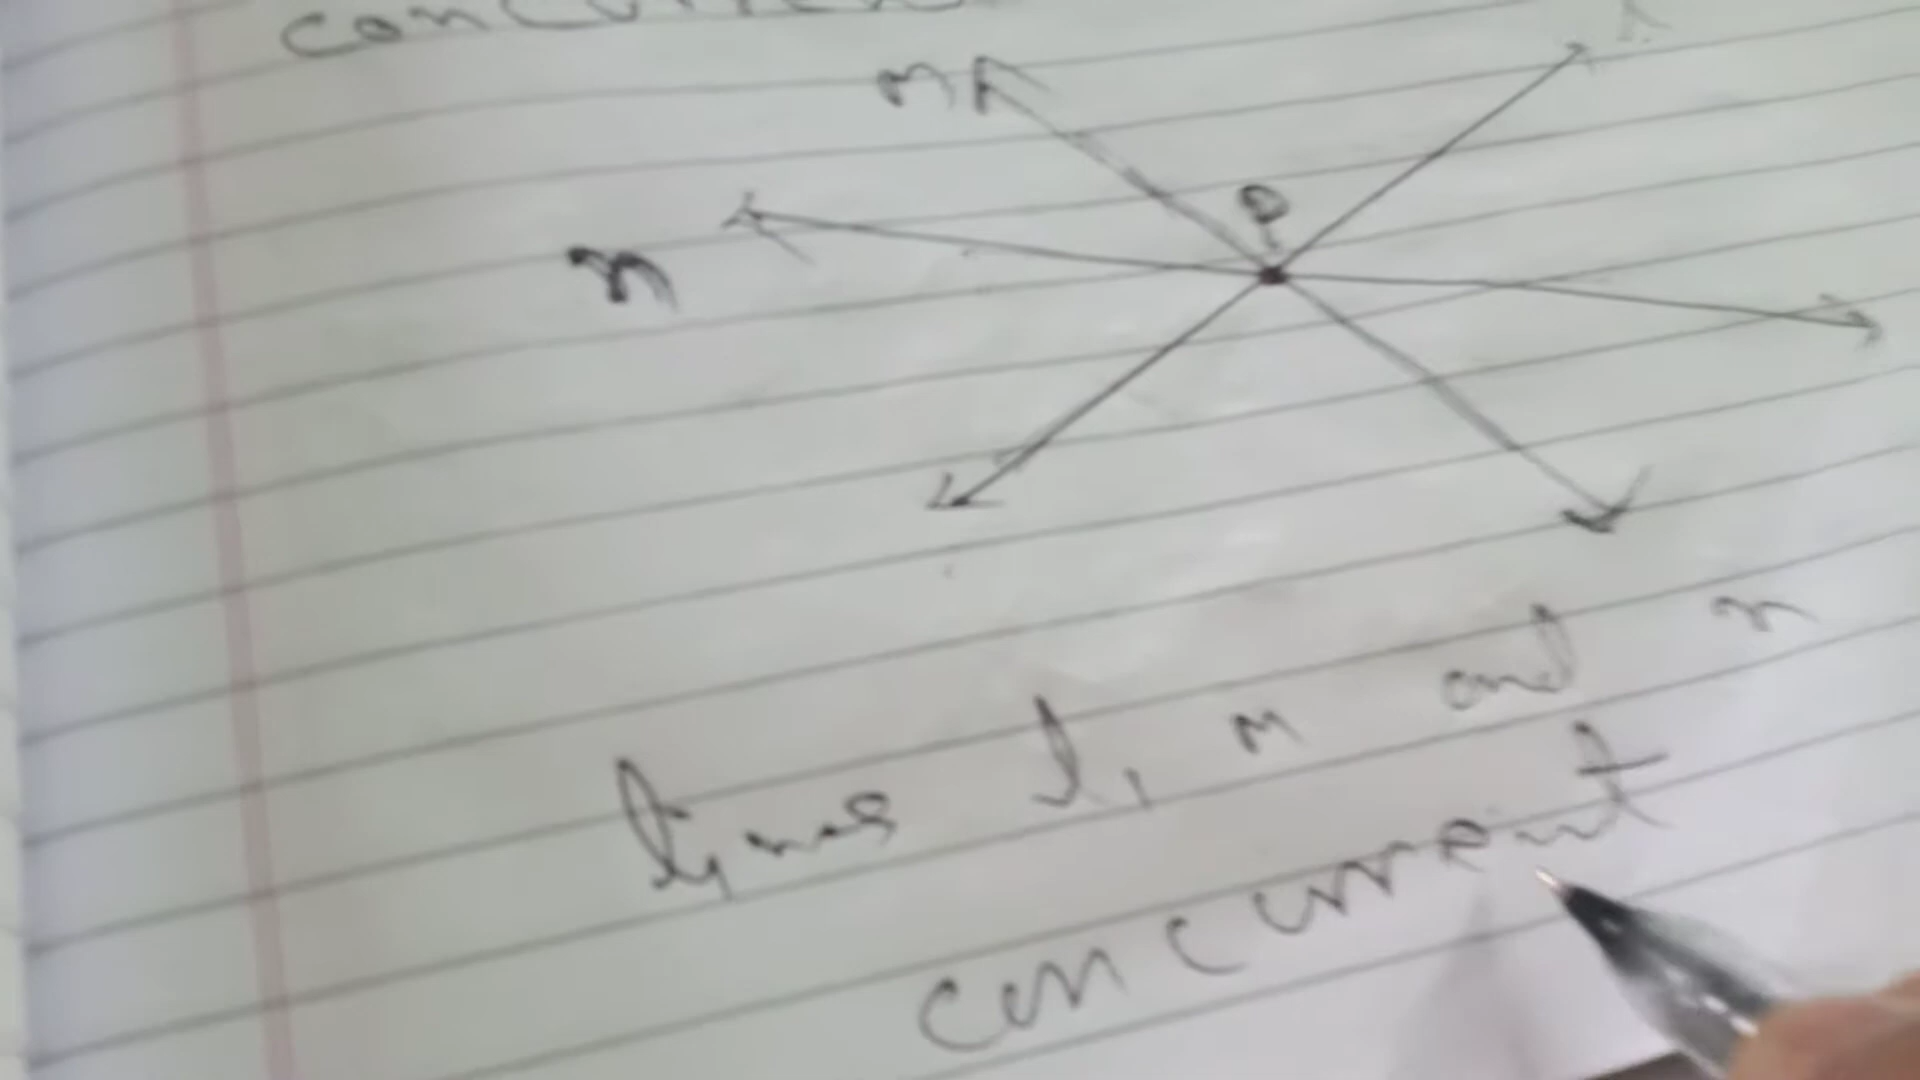 l
m
P
n
lines l, m and n
concurrent